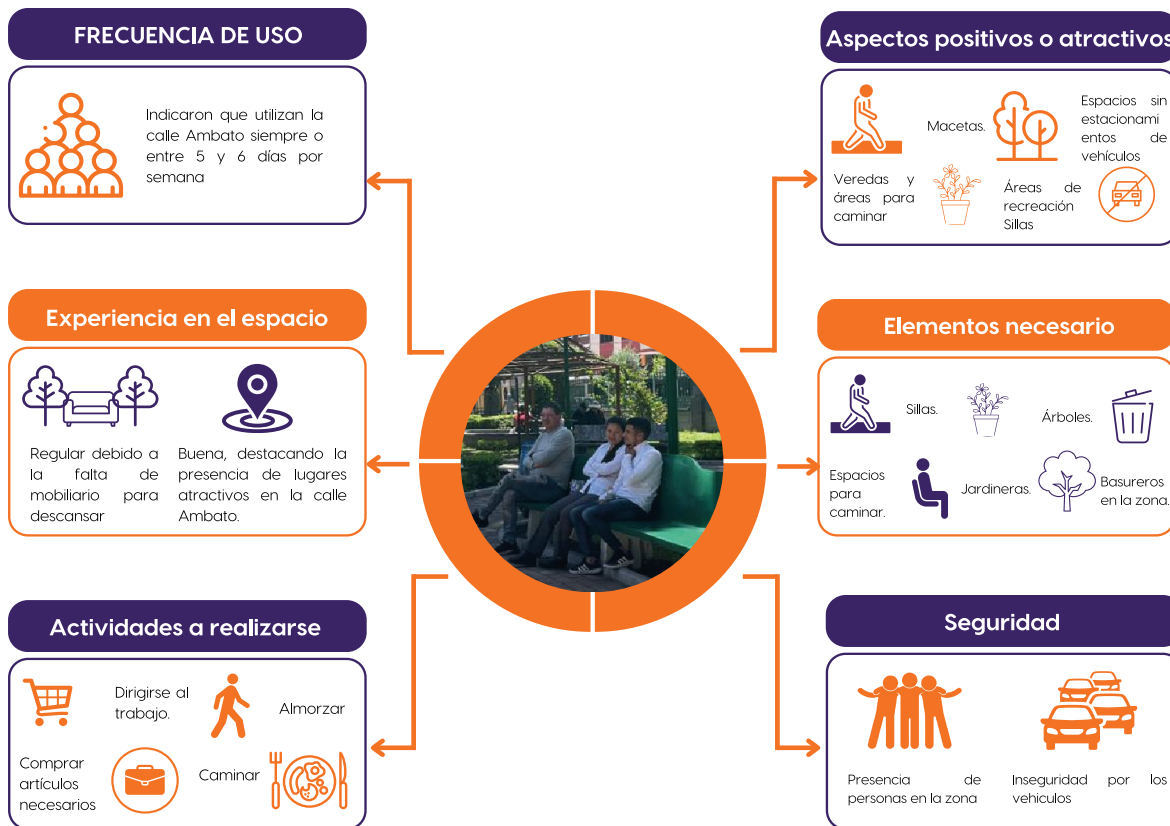 FRECUENCIA DE USO
Indicaron que utilizan la
calle Ambato siempre o
entre 5 y 6 días por
semana
Experiencia en el espacio
Regular debido a
la falta de
mobiliario para
descansar
Buena, destacando la
presencia de lugares
atractivos en la calle
Ambato.
Actividades a realizarse
Dirigirse al
trabajo.
Almorzar
Comprar
artículos
necesarios
Caminar
Aspectos positivos o atractivos
Macetas.
Espacios sin
estacionami
entos de
vehículos
Veredas y
áreas para
caminar
Áreas de
recreación
Sillas
Elementos necesario
Sillas.
Árboles.
Espacios
para
caminar.
Jardineras.
Basureros
en la zona.
Seguridad
Presencia de
personas en la zona
Inseguridad por los
vehiculos